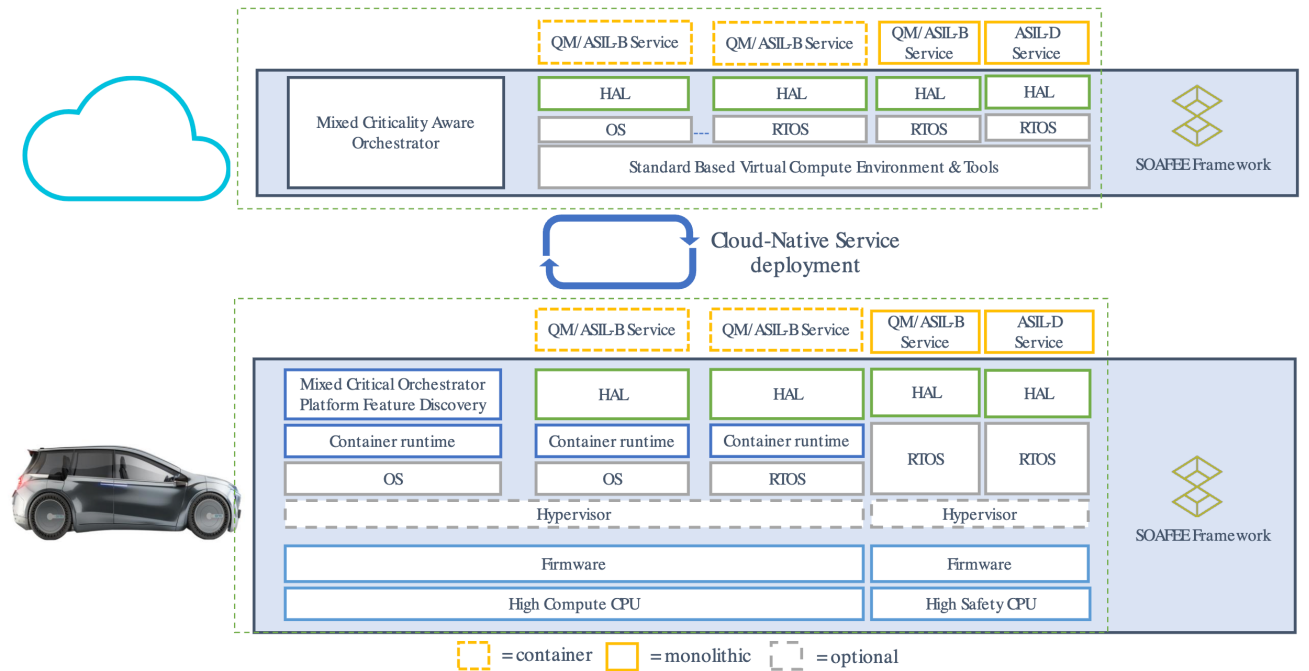 QM/ASIL-B Service
QM/ASIL-B Service
QM/ASIL-B
Service
ASIL-D
Service
Mixed Criticality Aware
Orchestrator
HAL
HAL
HAL
HAL
OS
---
RTOS
RTOS
RTOS
Standard Based Virtual Compute Environment & Tools
SOAFEE Framework
Cloud-Native Service
deployment
QM/ASIL-B Service
QM/ASIL-B Service
QM/ASIL-B
Service
ASIL-D
Service
Mixed Critical Orchestrator
Platform Feature Discovery
HAL
HAL
HAL
HAL
Container runtime
Container runtime
Container runtime
OS
OS
RTOS
RTOS
RTOS
Hypervisor
Hypervisor
Firmware
Firmware
High Compute CPU
High Safety CPU
SOAFEE Framework
= container
= monolithic
= optional